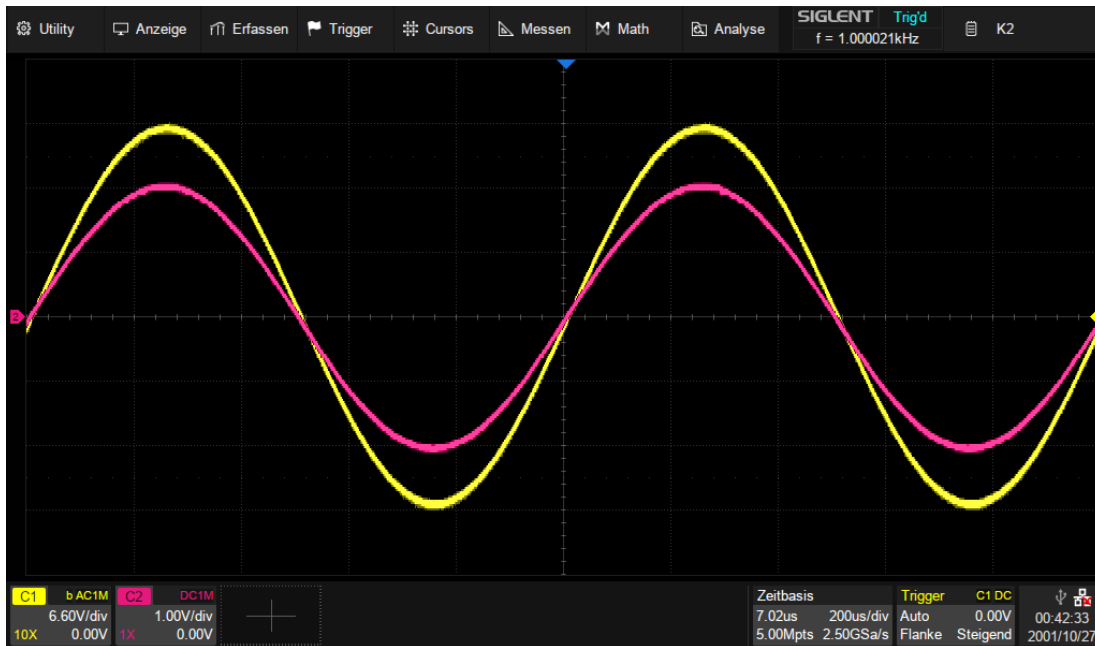 Utility Anzeige Erfassen Trigger Cursors Messen Math Analyse SIGLENT Trig'd K2
f = 1.000021kHz
2
C1 b AC1M C2 DC1M Zeitbasis Trigger C1 DC
6.60V/div 1.00V/div 7.02us 200us/div Auto 0.00V 00:42:33
10X 0.00V 1X 0.00V 5.00Mpts 2.50GSa/s Flanke Steigend 2001/10/27